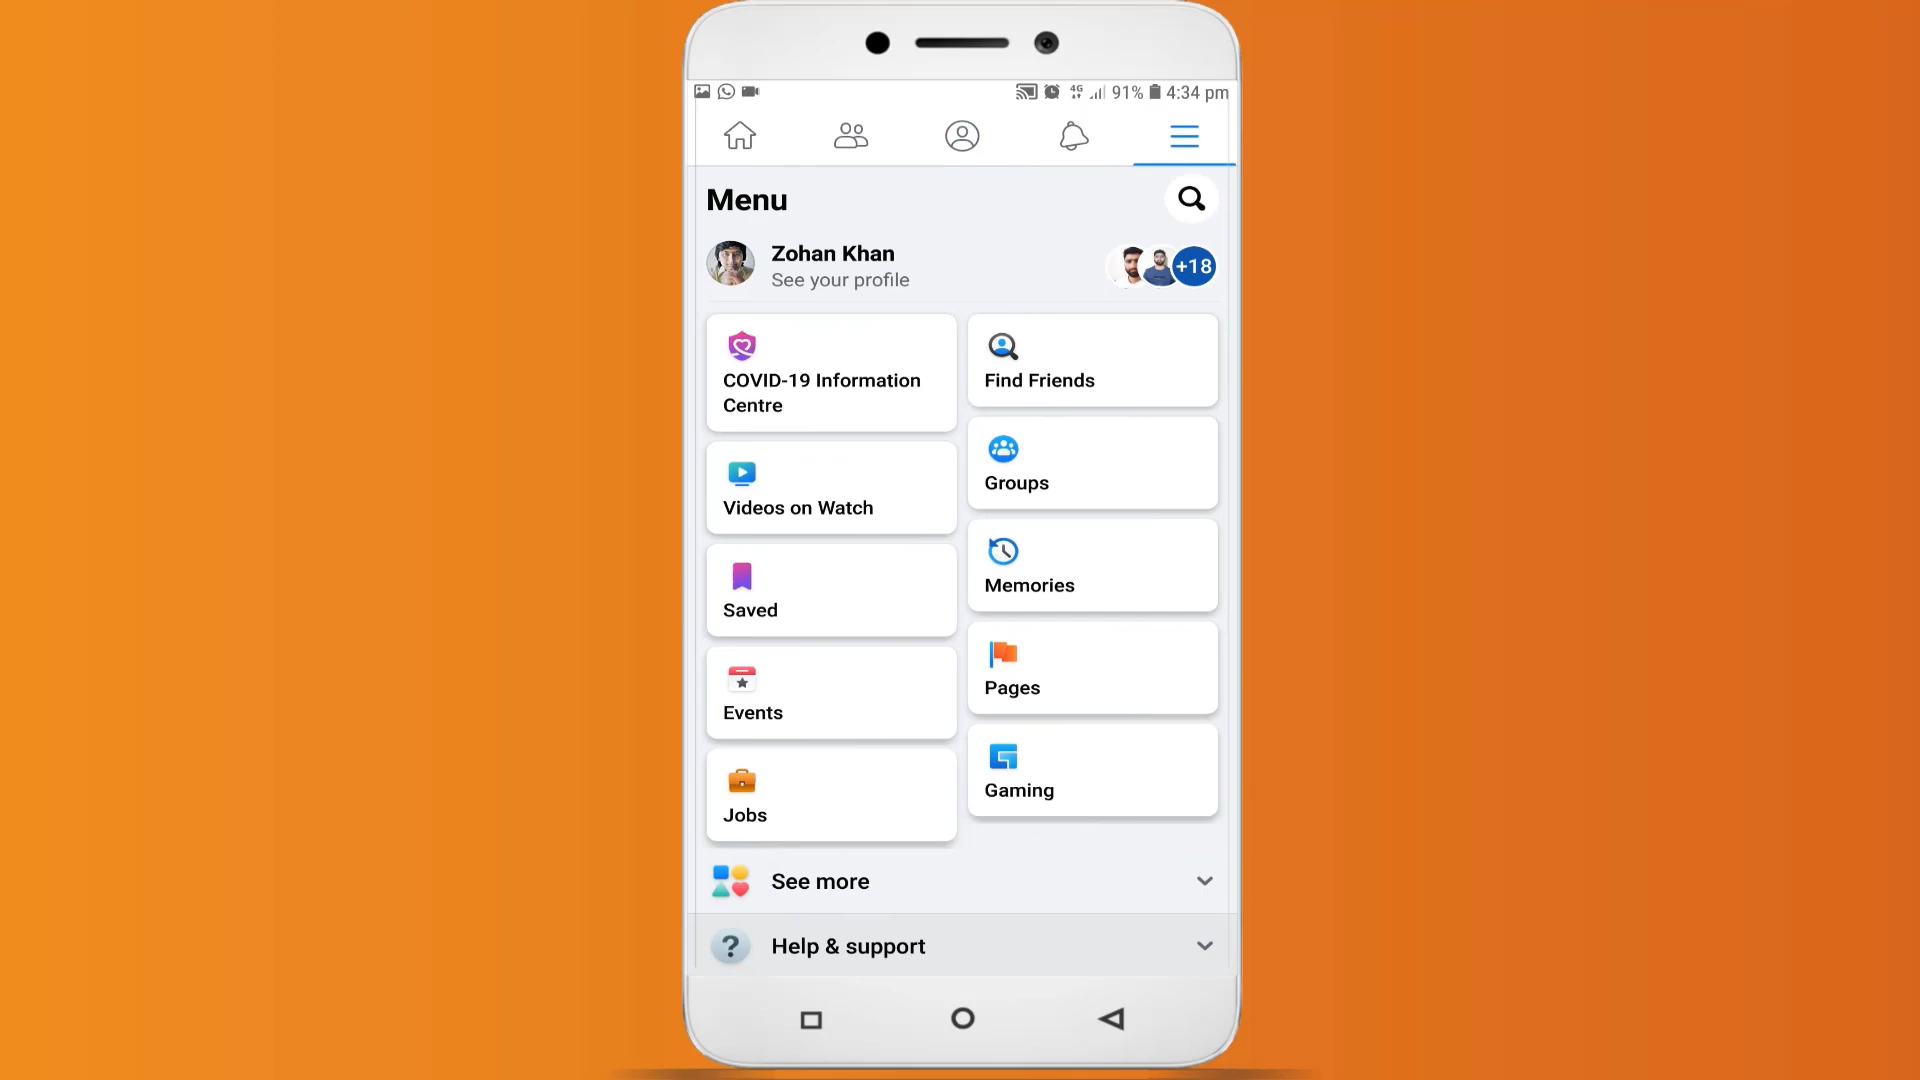 4G 91% 4:34 pm
Menu
Zohan Khan
See your profile
+18
COVID-19 Information
Centre
Find Friends
Groups
Videos on Watch
Memories
Saved
Pages
Events
Gaming
Jobs
See more
? Help & support